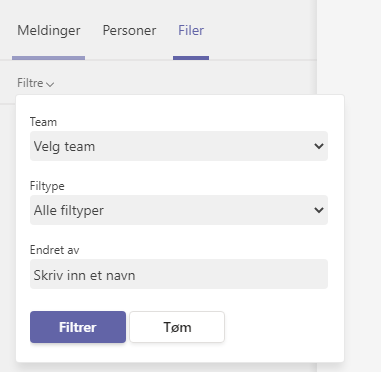 Meldinger Personer Filer
Filtre
Team
Velg team
Filtype
Alle filtyper
Endret av
Skriv inn et navn
Filtrer Tøm